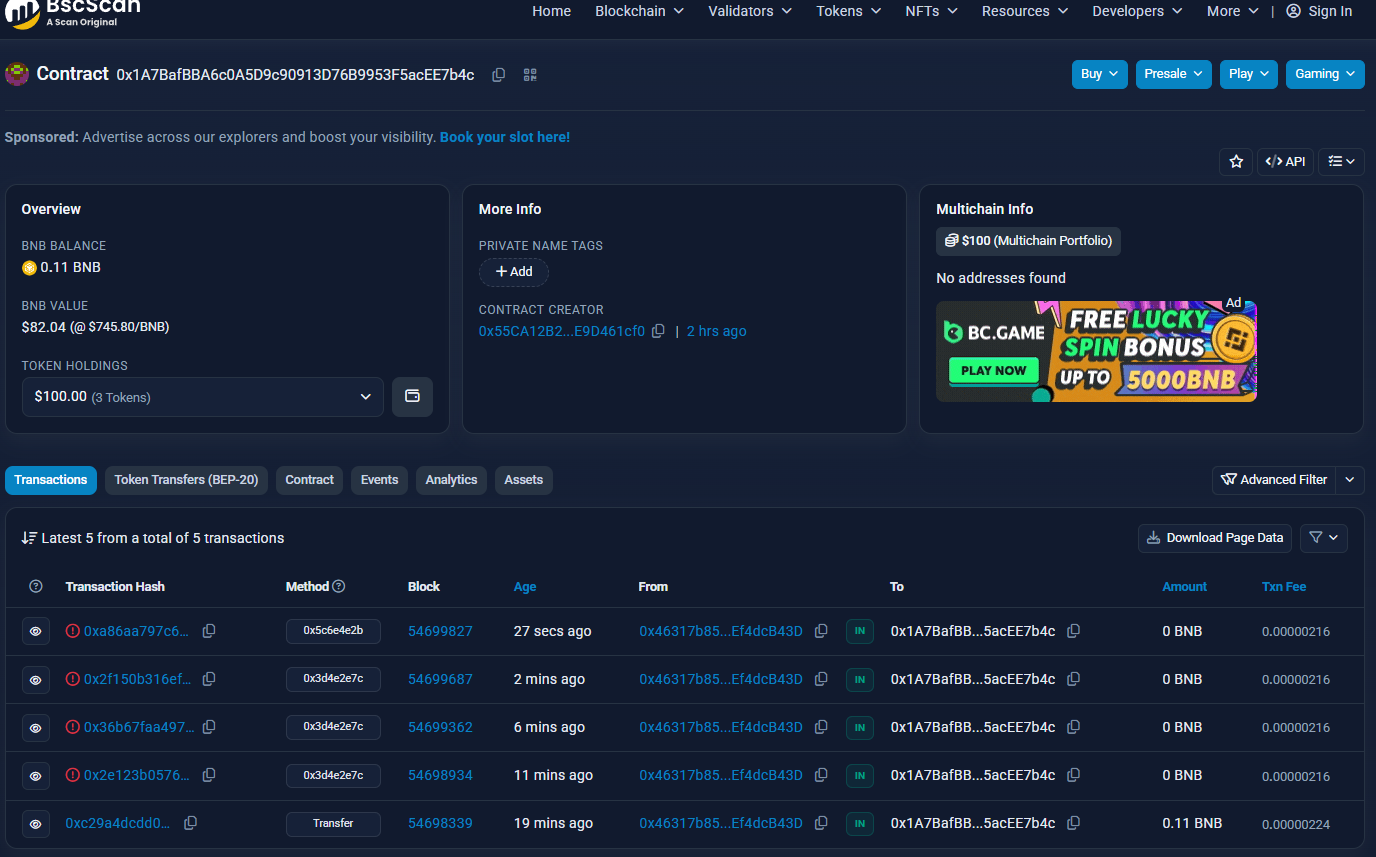 BscScan
A Scan Original
Home Blockchain Validators Tokens NFTs Resources Developers More | Sign In
Contract 0x1A7BafBBA6c0A5D9c90913D76B9953F5acEE7b4c
Buy Presale Play Gaming
Sponsored: Advertise across our explorers and boost your visibility. Book your slot here!
</> API
Overview
BNB BALANCE
0.11 BNB
BNB VALUE
$82.04 (@ $745.80/BNB)
TOKEN HOLDINGS
$100.00 (3 Tokens)
More Info
PRIVATE NAME TAGS
+ Add
CONTRACT CREATOR
0x55CA12B2...E9D461cf0 | 2 hrs ago
Multichain Info
$100 (Multichain Portfolio)
No addresses found
Ad
BC.GAME
PLAY NOW
FREE LUCKY
SPIN BONUS
UP TO 5000BNB
Transactions Token Transfers (BEP-20) Contract Events Analytics Assets
Advanced Filter
Latest 5 from a total of 5 transactions
Download Page Data
Transaction Hash Method Block Age From To Amount Txn Fee
0xa86aa797c6... 0x5c6e4e2b 54699827 27 secs ago 0x46317b85...Ef4dcB43D IN 0x1A7BafBB...5acEE7b4c 0 BNB 0.00000216
0x2f150b316ef... 0x3d4e2e7c 54699687 2 mins ago 0x46317b85...Ef4dcB43D IN 0x1A7BafBB...5acEE7b4c 0 BNB 0.00000216
0x36b67faa497... 0x3d4e2e7c 54699362 6 mins ago 0x46317b85...Ef4dcB43D IN 0x1A7BafBB...5acEE7b4c 0 BNB 0.00000216
0x2e123b0576... 0x3d4e2e7c 54698934 11 mins ago 0x46317b85...Ef4dcB43D IN 0x1A7BafBB...5acEE7b4c 0 BNB 0.00000216
0xc29a4dcdd0... Transfer 54698339 19 mins ago 0x46317b85...Ef4dcB43D IN 0x1A7BafBB...5acEE7b4c 0.11 BNB 0.00000224